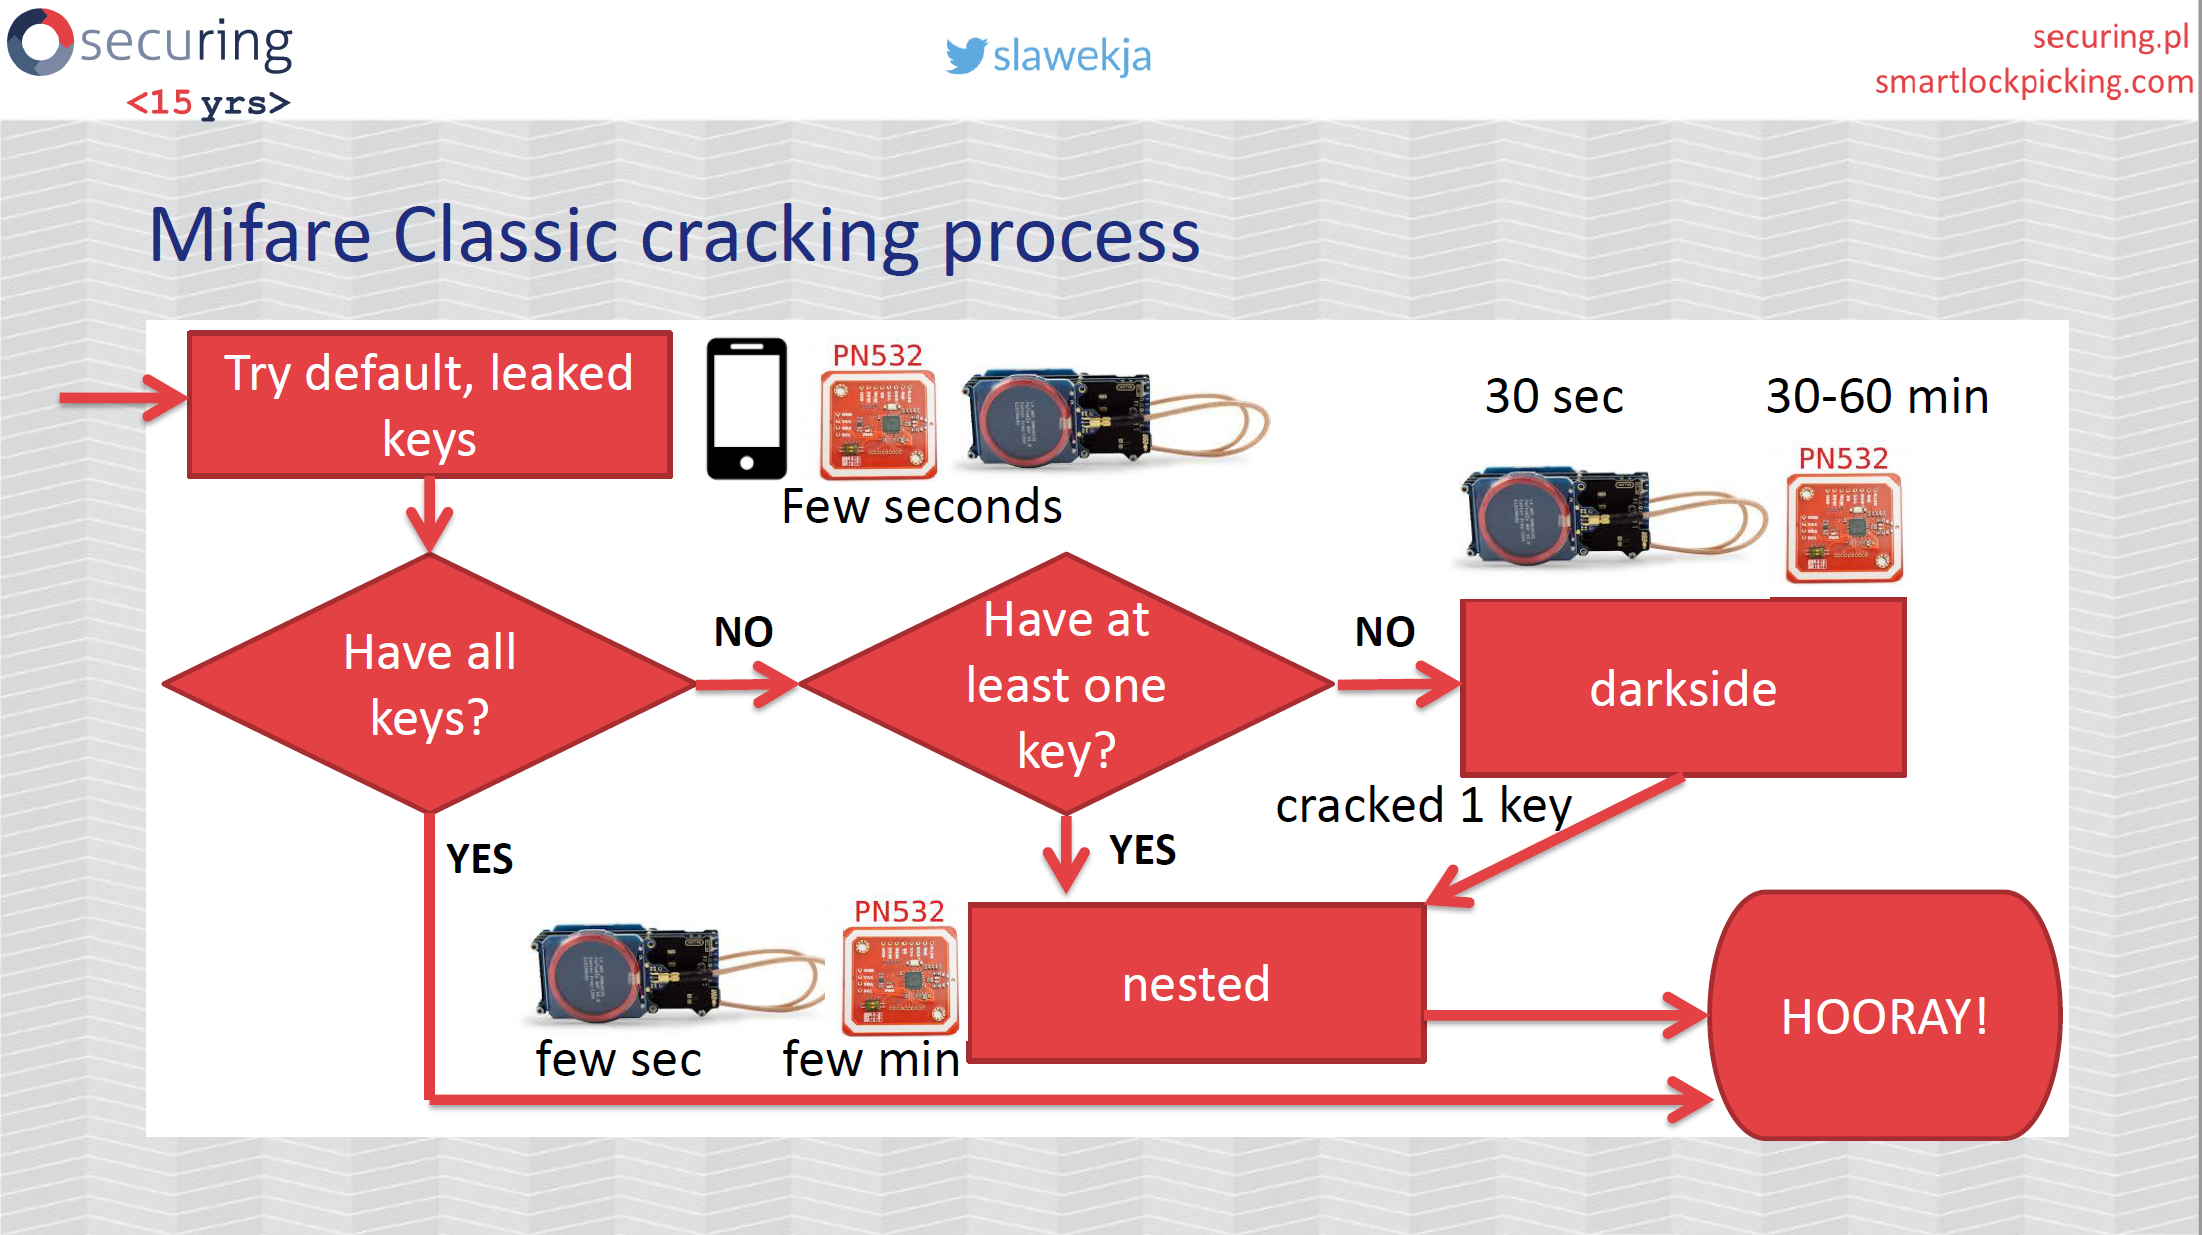 securing
<15 yrs>
slawekja
securing.pl
smartlockpicking.com
Mifare Classic cracking process
Try default, leaked
keys
PN532
Few seconds
30 sec
30-60 min
PN532
Have all
keys?
NO
Have at
least one
key?
NO
darkside
cracked 1 key
YES
YES
PN532
few sec
few min
nested
HOORAY!